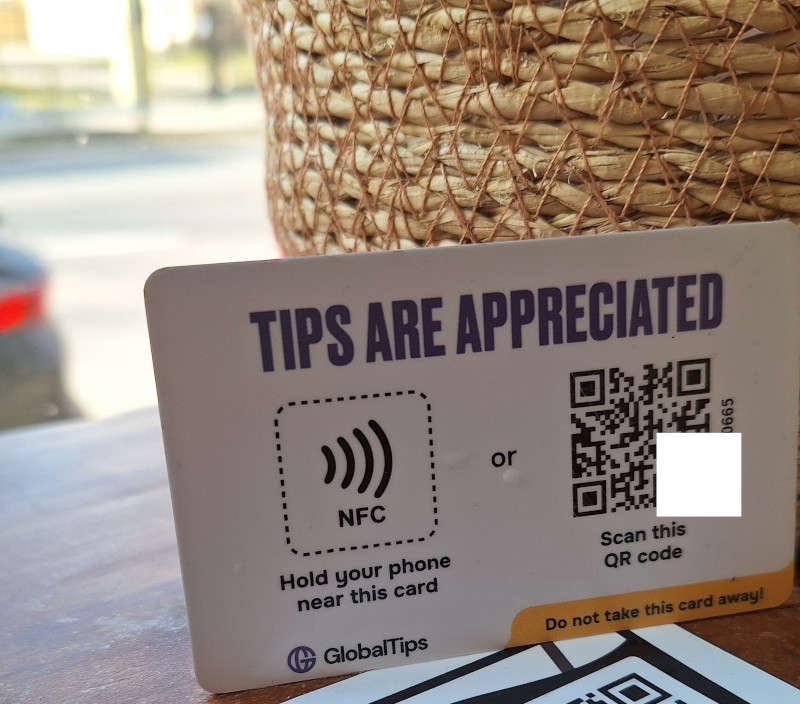 TIPS ARE APPRECIATED
NFC
or
0665
Hold your phone
near this card
Scan this
QR code
Do not take this card away!
GlobalTips